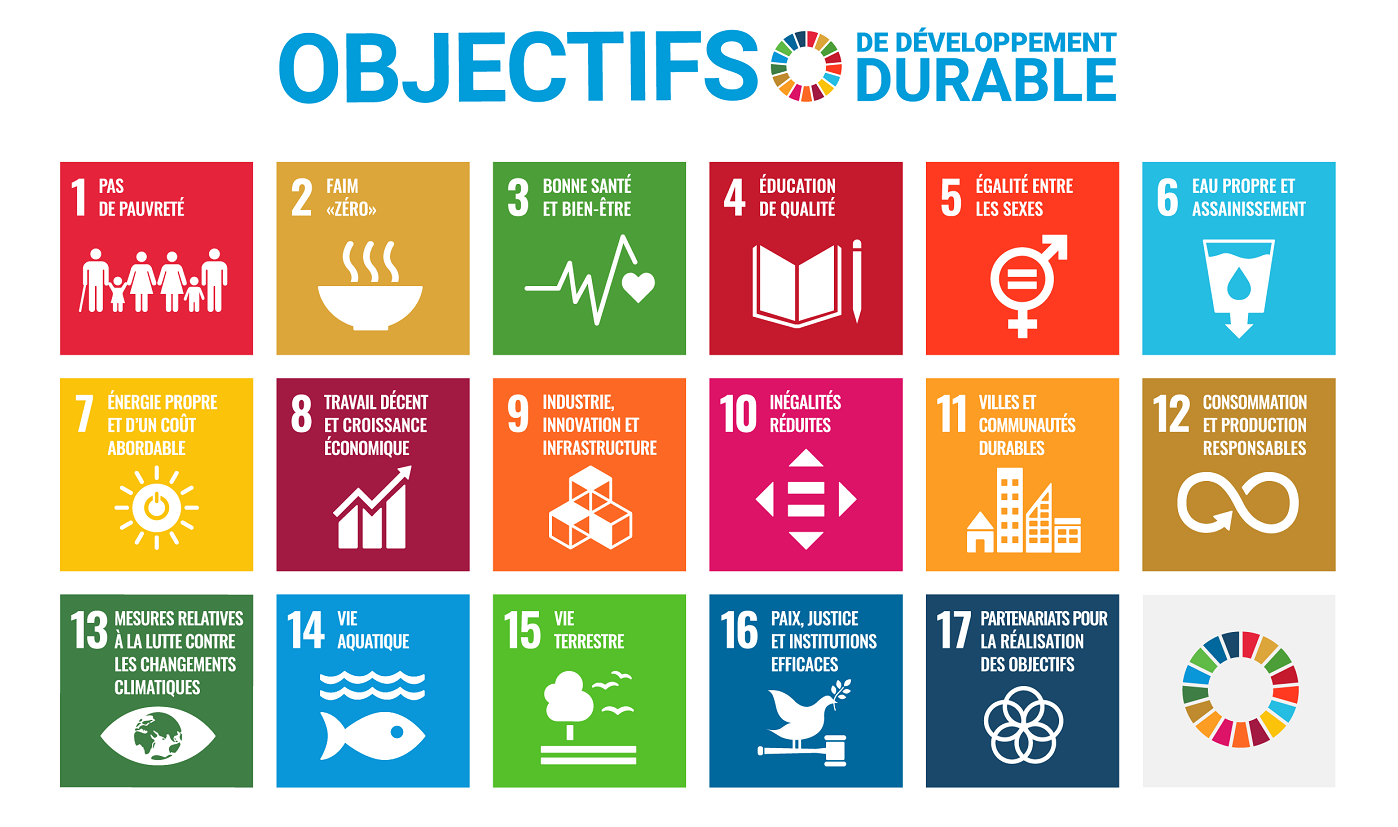 OBJECTIFS
DE DÉVELOPPEMENT
DURABLE
1 PAS
DE PAUVRETÉ
2 FAIM
«ZÉRO»
3 BONNE SANTÉ
ET BIEN-ÊTRE
4 ÉDUCATION
DE QUALITÉ
5 ÉGALITÉ ENTRE
LES SEXES
6 EAU PROPRE ET
ASSAINISSEMENT
7 ÉNERGIE PROPRE
ET D'UN COÛT
ABORDABLE
8 TRAVAIL DÉCENT
ET CROISSANCE
ÉCONOMIQUE
9 INDUSTRIE,
INNOVATION ET
INFRASTRUCTURE
10 INÉGALITÉS
RÉDUITES
11 VILLES ET
COMMUNAUTÉS
DURABLES
12 CONSOMMATION
ET PRODUCTION
RESPONSABLES
13 MESURES RELATIVES
À LA LUTTE CONTRE
LES CHANGEMENTS
CLIMATIQUES
14 VIE
AQUATIQUE
15 VIE
TERRESTRE
16 PAIX, JUSTICE
ET INSTITUTIONS
EFFICACES
17 PARTENARIATS POUR
LA RÉALISATION
DES OBJECTIFS